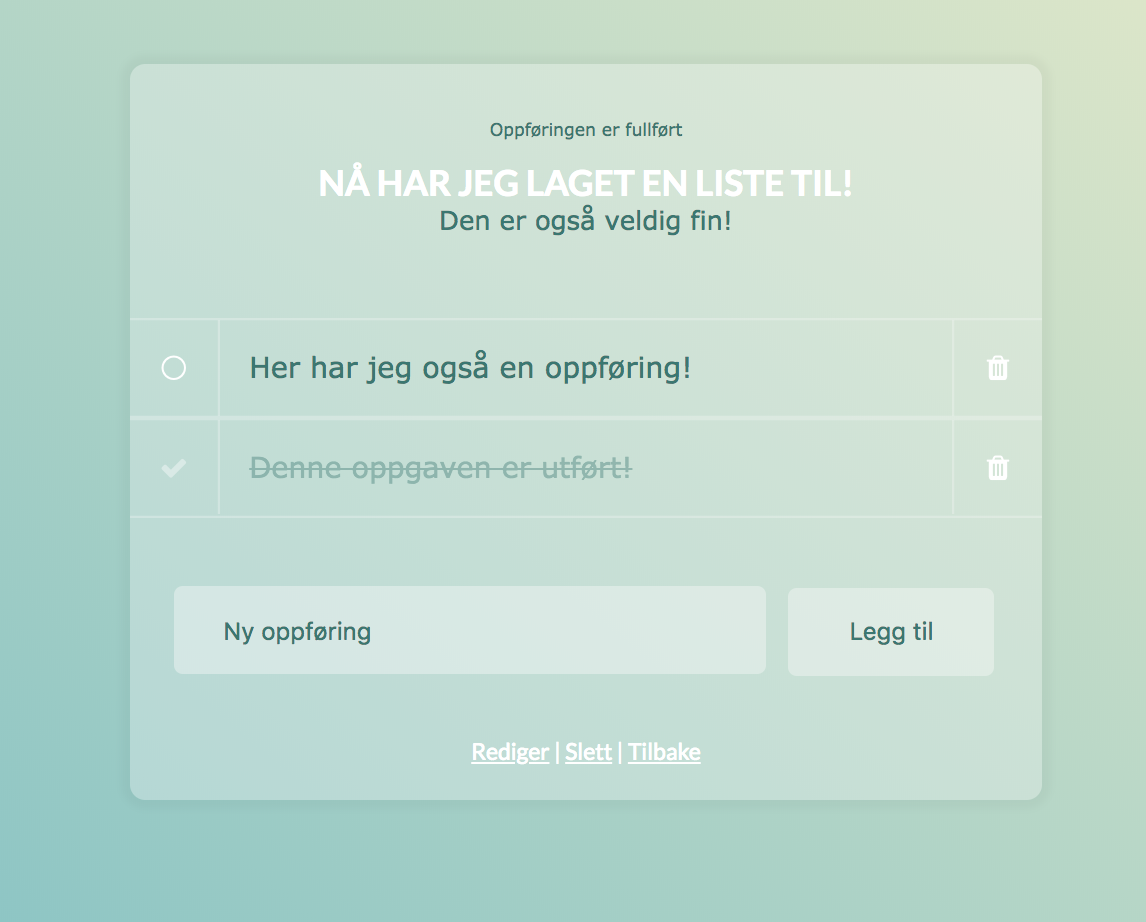 Oppføringen er fullført
NÅ HAR JEG LAGET EN LISTE TIL!
Den er også veldig fin!
Her har jeg også en oppføring!
Denne oppgaven er utført!
Ny oppføring
Legg til
Rediger | Slett | Tilbake